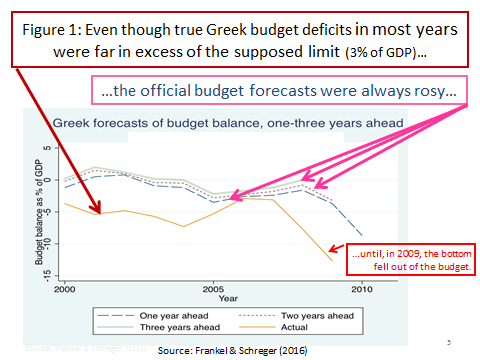 Figure 1: Even though true Greek budget deficits in most years
were far in excess of the supposed limit (3% of GDP)…
…the official budget forecasts were always rosy…
Greek forecasts of budget balance, one-three years ahead
Budget balance as % of GDP
5
0
-5
-10
-15
…until, in 2009, the bottom
fell out of the budget.
2000
2005
2010
Year
One year ahead
Two years ahead
Three years ahead
Actual
Source: Frankel & Schreger
Source: Frankel & Schreger (2016)